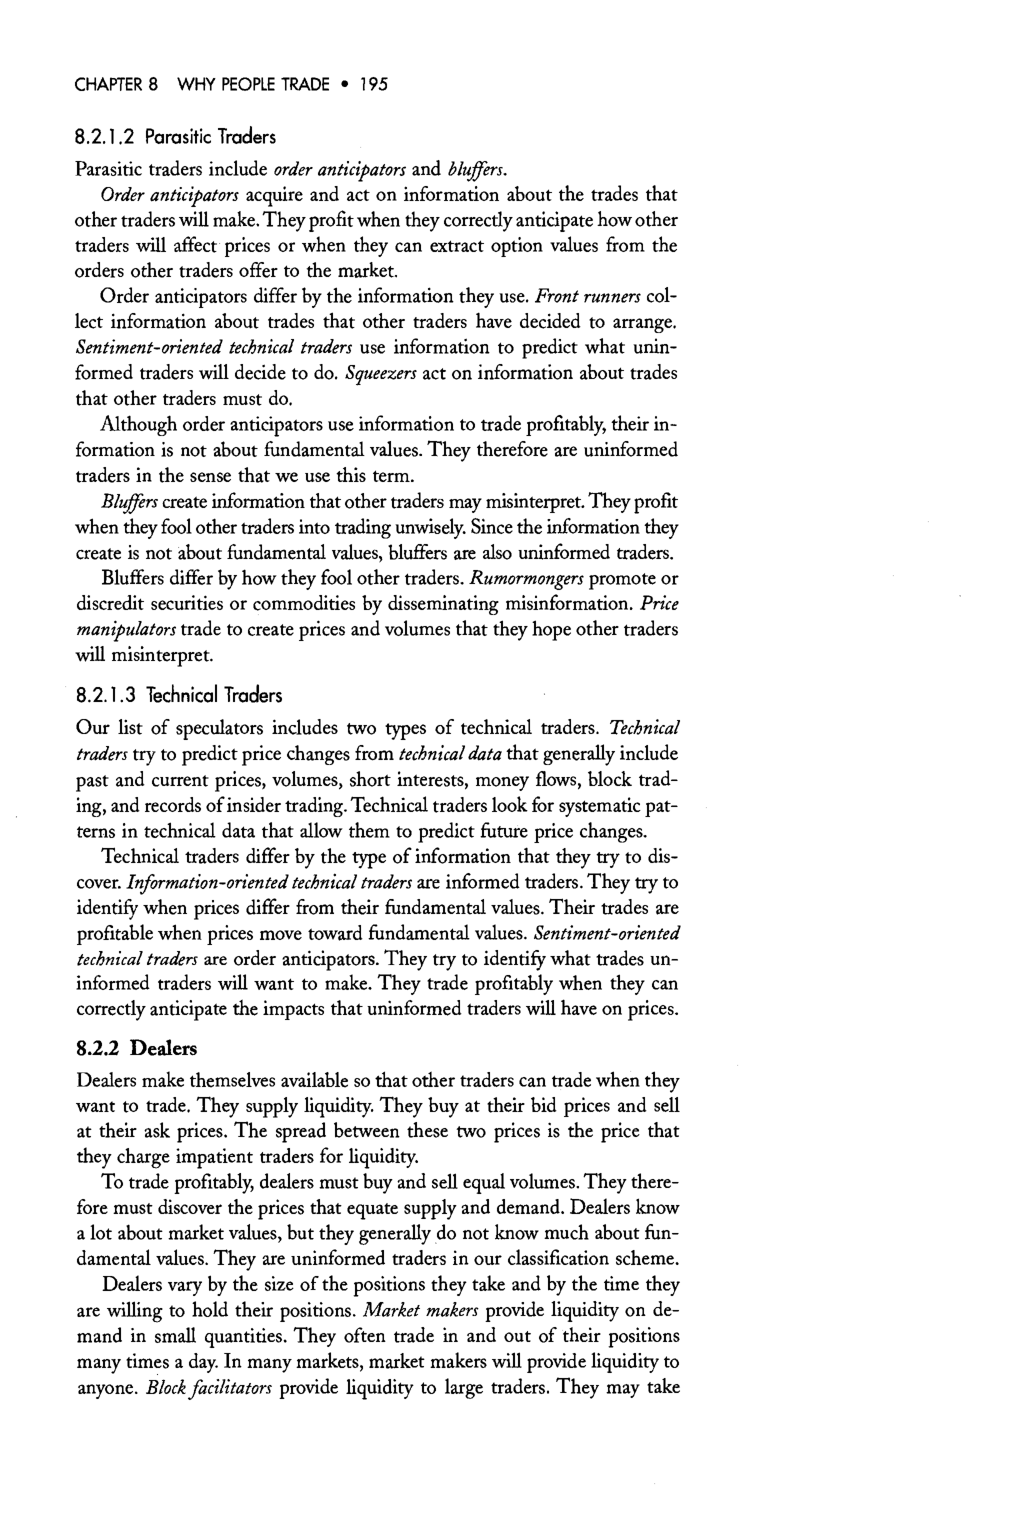 CHAPTER 8 WHY PEOPLE TRADE • 195
8.2.1.2 Parasitic Traders
Parasitic traders include order anticipators and bluffers.
Order anticipators acquire and act on information about the trades that
other traders will make. They profit when they correctly anticipate how other
traders will affect prices or when they can extract option values from the
orders other traders offer to the market.
Order anticipators differ by the information they use. Front runners col-
lect information about trades that other traders have decided to arrange.
Sentiment-oriented technical traders use information to predict what unin-
formed traders will decide to do. Squeezers act on information about trades
that other traders must do.
Although order anticipators use information to trade profitably, their in-
formation is not about fundamental values. They therefore are uninformed
traders in the sense that we use this term.
Bluffers create information that other traders may misinterpret. They profit
when they fool other traders into trading unwisely. Since the information they
create is not about fundamental values, bluffers are also uninformed traders.
Bluffers differ by how they fool other traders. Rumormongers promote or
discredit securities or commodities by disseminating misinformation. Price
manipulators trade to create prices and volumes that they hope other traders
will misinterpret.
8.2.1.3 Technical Traders
Our list of speculators includes two types of technical traders. Technical
traders try to predict price changes from technical data that generally include
past and current prices, volumes, short interests, money flows, block trad-
ing, and records of insider trading. Technical traders look for systematic pat-
terns in technical data that allow them to predict future price changes.
Technical traders differ by the type of information that they try to dis-
cover. Information-oriented technical traders are informed traders. They try to
identify when prices differ from their fundamental values. Their trades are
profitable when prices move toward fundamental values. Sentiment-oriented
technical traders are order anticipators. They try to identify what trades un-
informed traders will want to make. They trade profitably when they can
correctly anticipate the impacts that uninformed traders will have on prices.
8.2.2 Dealers
Dealers make themselves available so that other traders can trade when they
want to trade. They supply liquidity. They buy at their bid prices and sell
at their ask prices. The spread between these two prices is the price that
they charge impatient traders for liquidity.
To trade profitably, dealers must buy and sell equal volumes. They there-
fore must discover the prices that equate supply and demand. Dealers know
a lot about market values, but they generally do not know much about fun-
damental values. They are uninformed traders in our classification scheme.
Dealers vary by the size of the positions they take and by the time they
are willing to hold their positions. Market makers provide liquidity on de-
mand in small quantities. They often trade in and out of their positions
many times a day. In many markets, market makers will provide liquidity to
anyone. Block facilitators provide liquidity to large traders. They may take